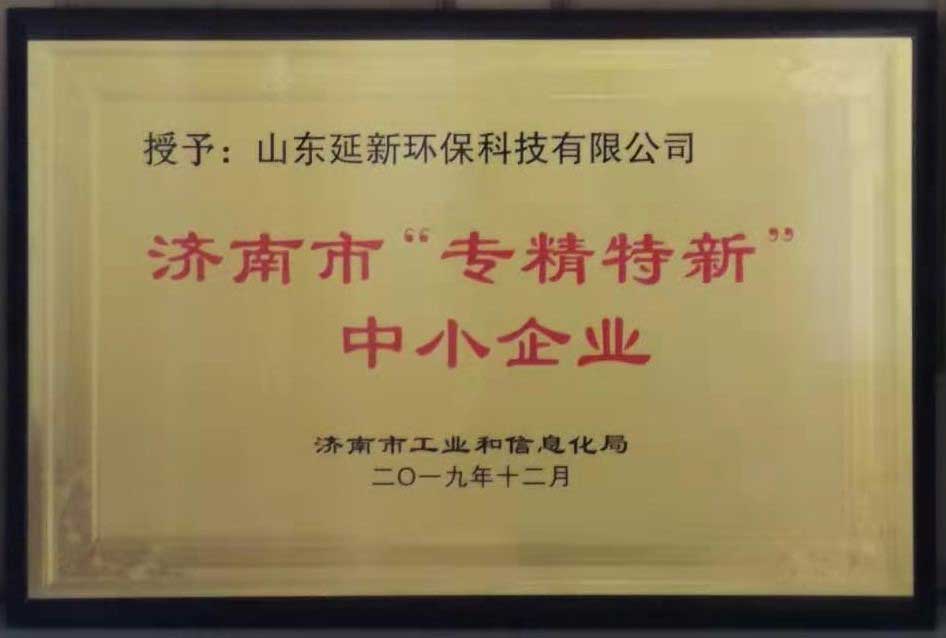 授予：山东延新环保科技有限公司
济南市“专精特新”
中小企业
济南市工业和信息化局
二〇一九年十二月